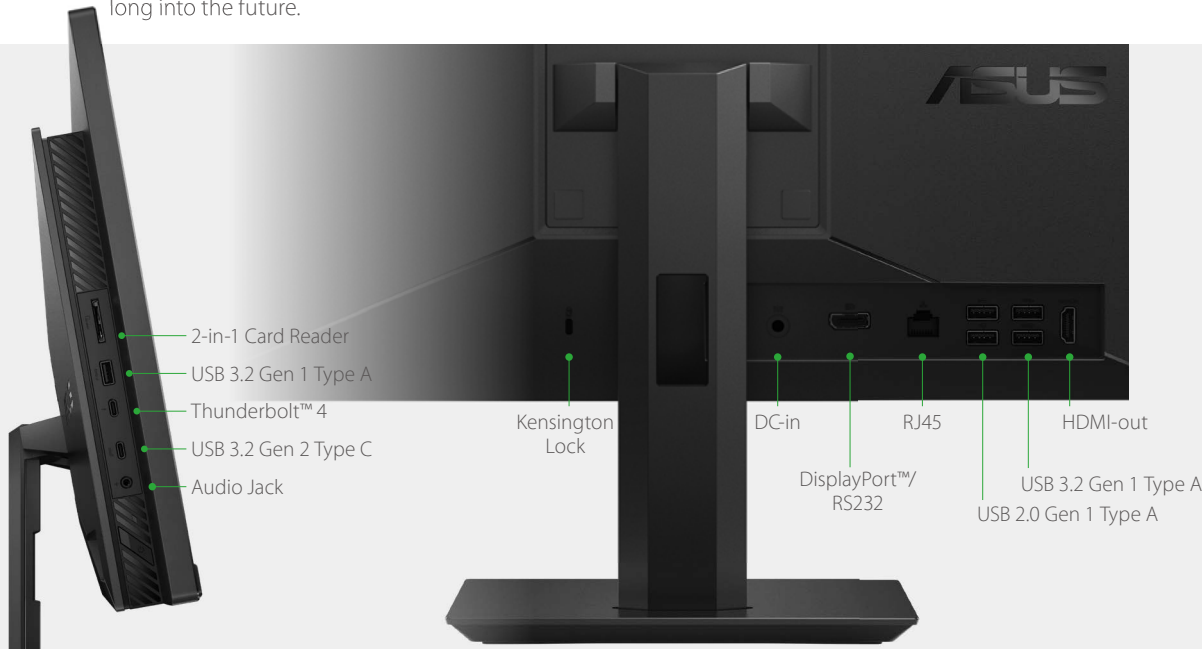 long into the future.
ASUS
2-in-1 Card Reader
USB 3.2 Gen 1 Type A
Thunderbolt™ 4
USB 3.2 Gen 2 Type C
Audio Jack
Kensington
Lock
DC-in
RJ45
HDMI-out
DisplayPort™/
RS232
USB 3.2 Gen 1 Type A
USB 2.0 Gen 1 Type A